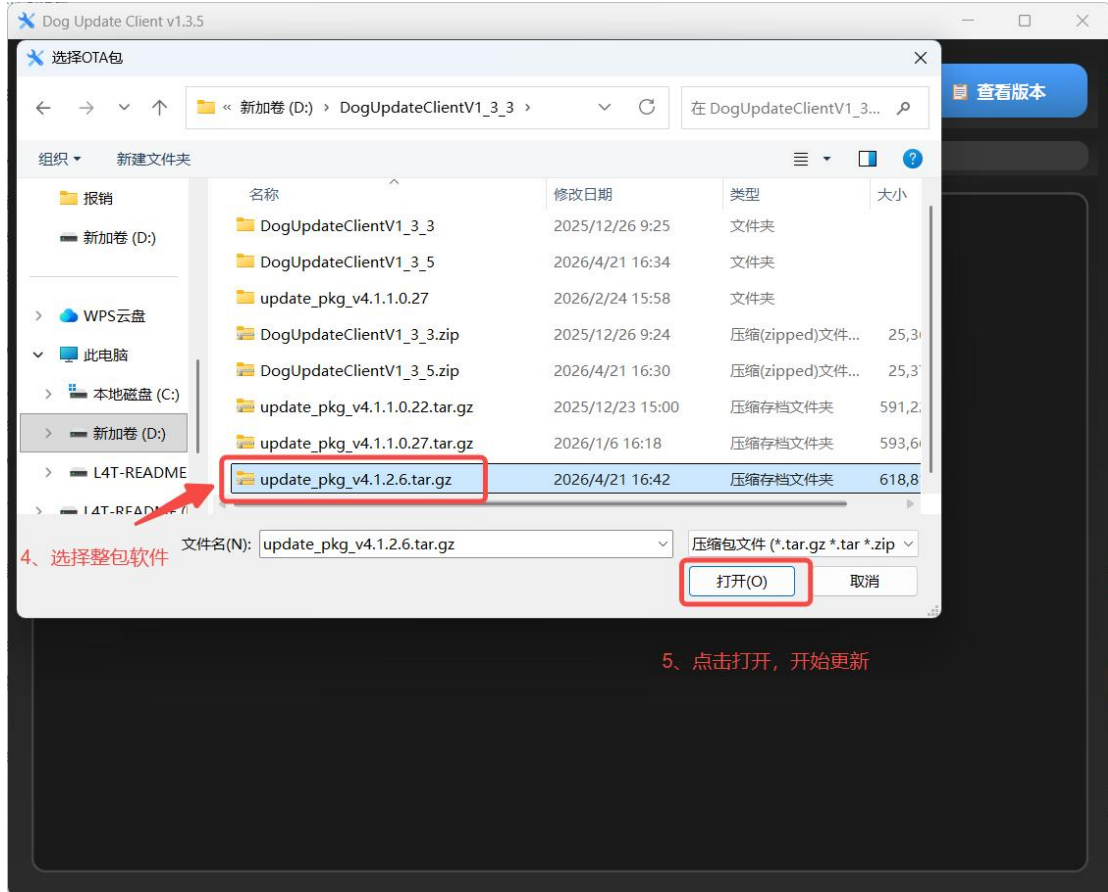 Dog Update Client v1.3.5
选择OTA包
查看版本
« 新加卷 (D:) › DogUpdateClientV1_3_3 ›
在 DogUpdateClientV1_3...
组织
新建文件夹
名称 修改日期 类型 大小
报销
新加卷 (D:)
WPS云盘
此电脑
本地磁盘 (C:)
新加卷 (D:)
L4T-README
DogUpdateClientV1_3_3 2025/12/26 9:25 文件夹
DogUpdateClientV1_3_5 2026/4/21 16:34 文件夹
update_pkg_v4.1.1.0.27 2026/2/24 15:58 文件夹
DogUpdateClientV1_3_3.zip 2025/12/26 9:24 压缩(zipped)文件... 25,3
DogUpdateClientV1_3_5.zip 2026/4/21 16:30 压缩(zipped)文件... 25,3
update_pkg_v4.1.1.0.22.tar.gz 2025/12/23 15:00 压缩存档文件夹 591,2
update_pkg_v4.1.1.0.27.tar.gz 2026/1/6 16:18 压缩存档文件夹 593,6
update_pkg_v4.1.2.6.tar.gz 2026/4/21 16:42 压缩存档文件夹 618,8
4、选择整包软件
文件名(N): update_pkg_v4.1.2.6.tar.gz
压缩包文件 (*.tar.gz *.tar *.zip
打开(O)
取消
5、点击打开，开始更新